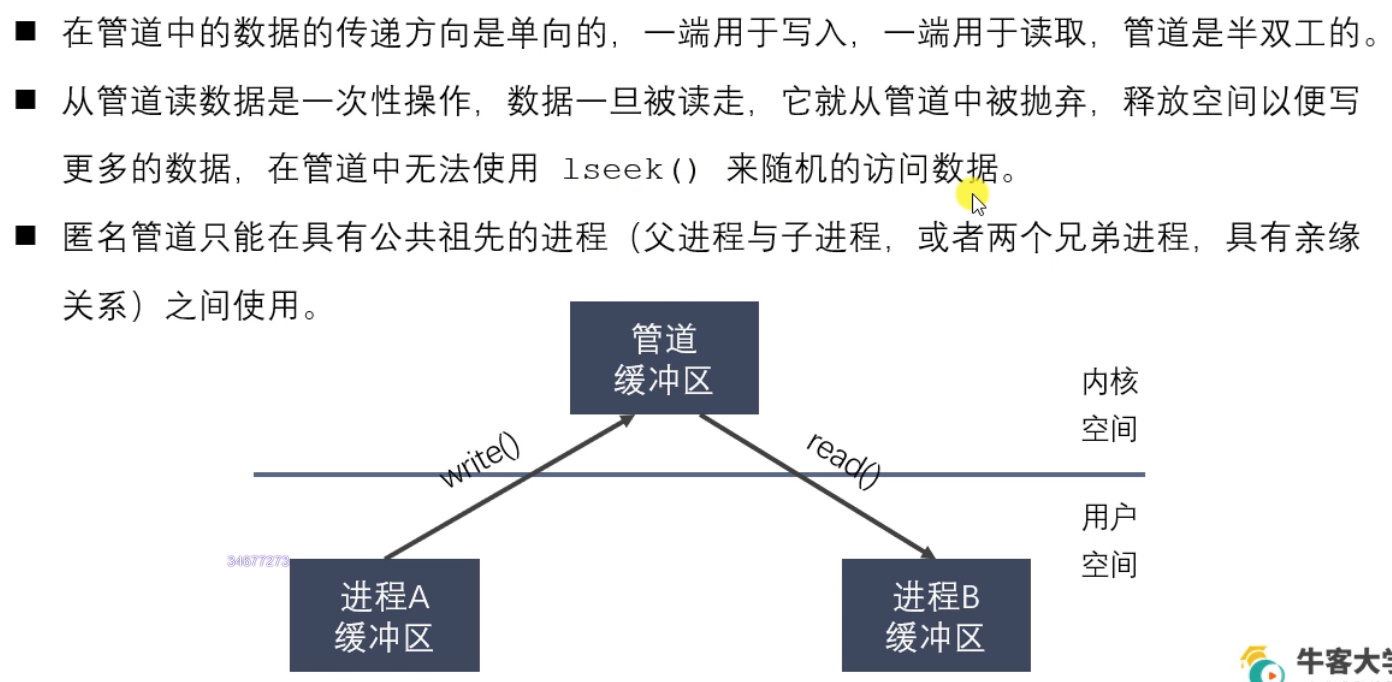 ■ 在管道中的数据的传递方向是单向的，一端用于写入，一端用于读取，管道是半双工的。
■ 从管道读数据是一次性操作，数据一旦被读走，它就从管道中被抛弃，释放空间以便写
更多的数据，在管道中无法使用 lseek() 来随机的访问数据。
■ 匿名管道只能在具有公共祖先的进程（父进程与子进程，或者两个兄弟进程，具有亲缘
关系）之间使用。
管道
缓冲区
内核
空间
write()
read()
用户
空间
34677273
进程A
缓冲区
进程B
缓冲区
牛客大学